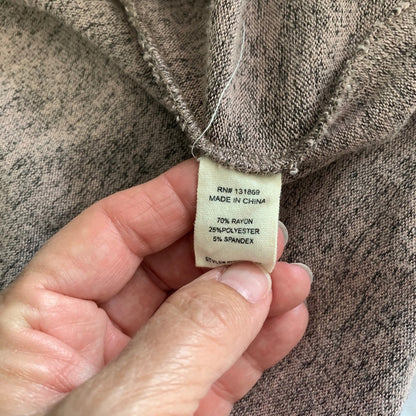 RN# 131869
MADE IN CHINA
70% RAYON
25%POLYESTER
5% SPANDEX